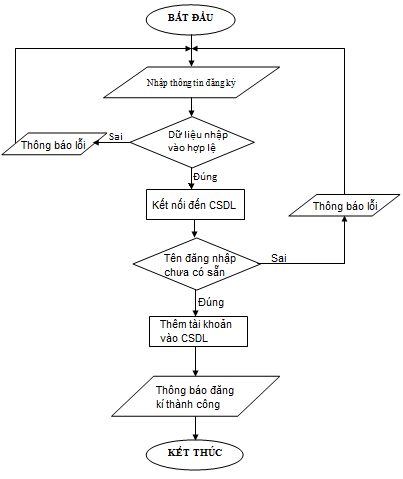 BẮT ĐẦU
Nhập thông tin đăng ký
Dữ liệu nhập
vào hợp lệ
Sai
Thông báo lỗi
Đúng
Kết nối đến CSDL
Thông báo lỗi
Tên đăng nhập
chưa có sẵn
Sai
Đúng
Thêm tài khoản
vào CSDL
Thông báo đăng
kí thành công
KẾT THÚC